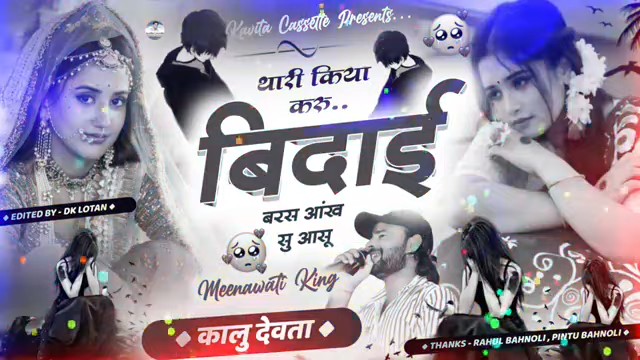 Kavita Cassette Presents...
थारी किया
करु..
बिदाई
बरस आंख
सु आसू
EDITED BY - DK LOTAN
Meenawati King
कालु देवता
THANKS - RAHUL BAHNOLI , PINTU BAHNOLI